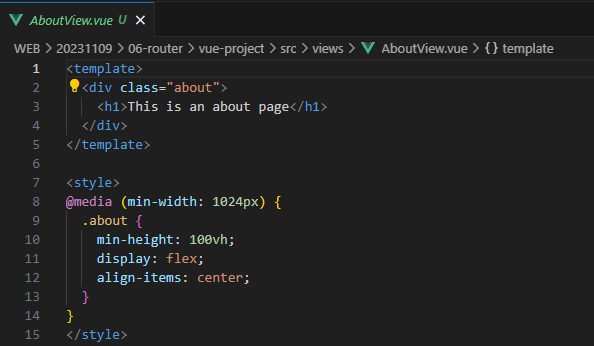 AboutView.vue U ×
WEB > 20231109 > 06-router > vue-project > src > views > AboutView.vue > {} template
1 <template>
2 <div class="about">
3 <h1>This is an about page</h1>
4 </div>
5 </template>
6
7 <style>
8 @media (min-width: 1024px) {
9 .about {
10 min-height: 100vh;
11 display: flex;
12 align-items: center;
13 }
14 }
15 </style>